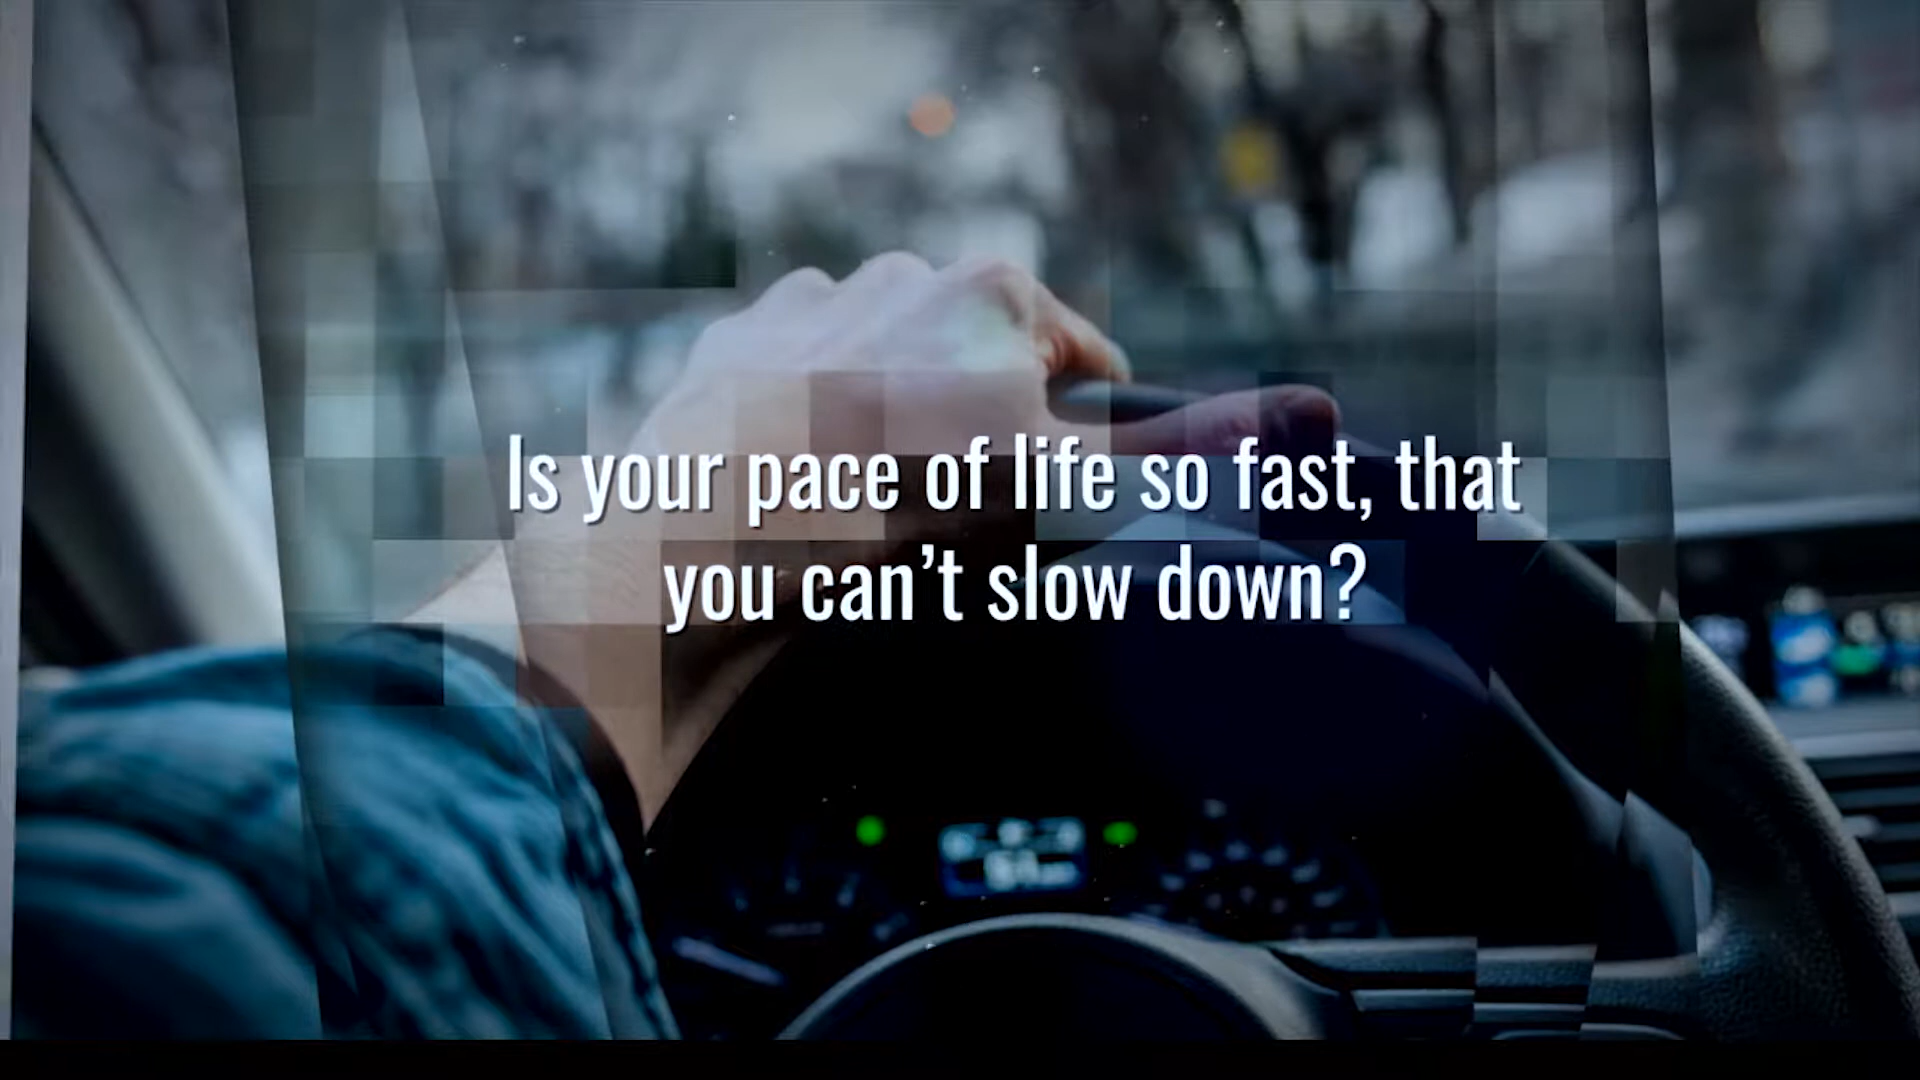 Is your pace of life so fast, that
you can’t slow down?